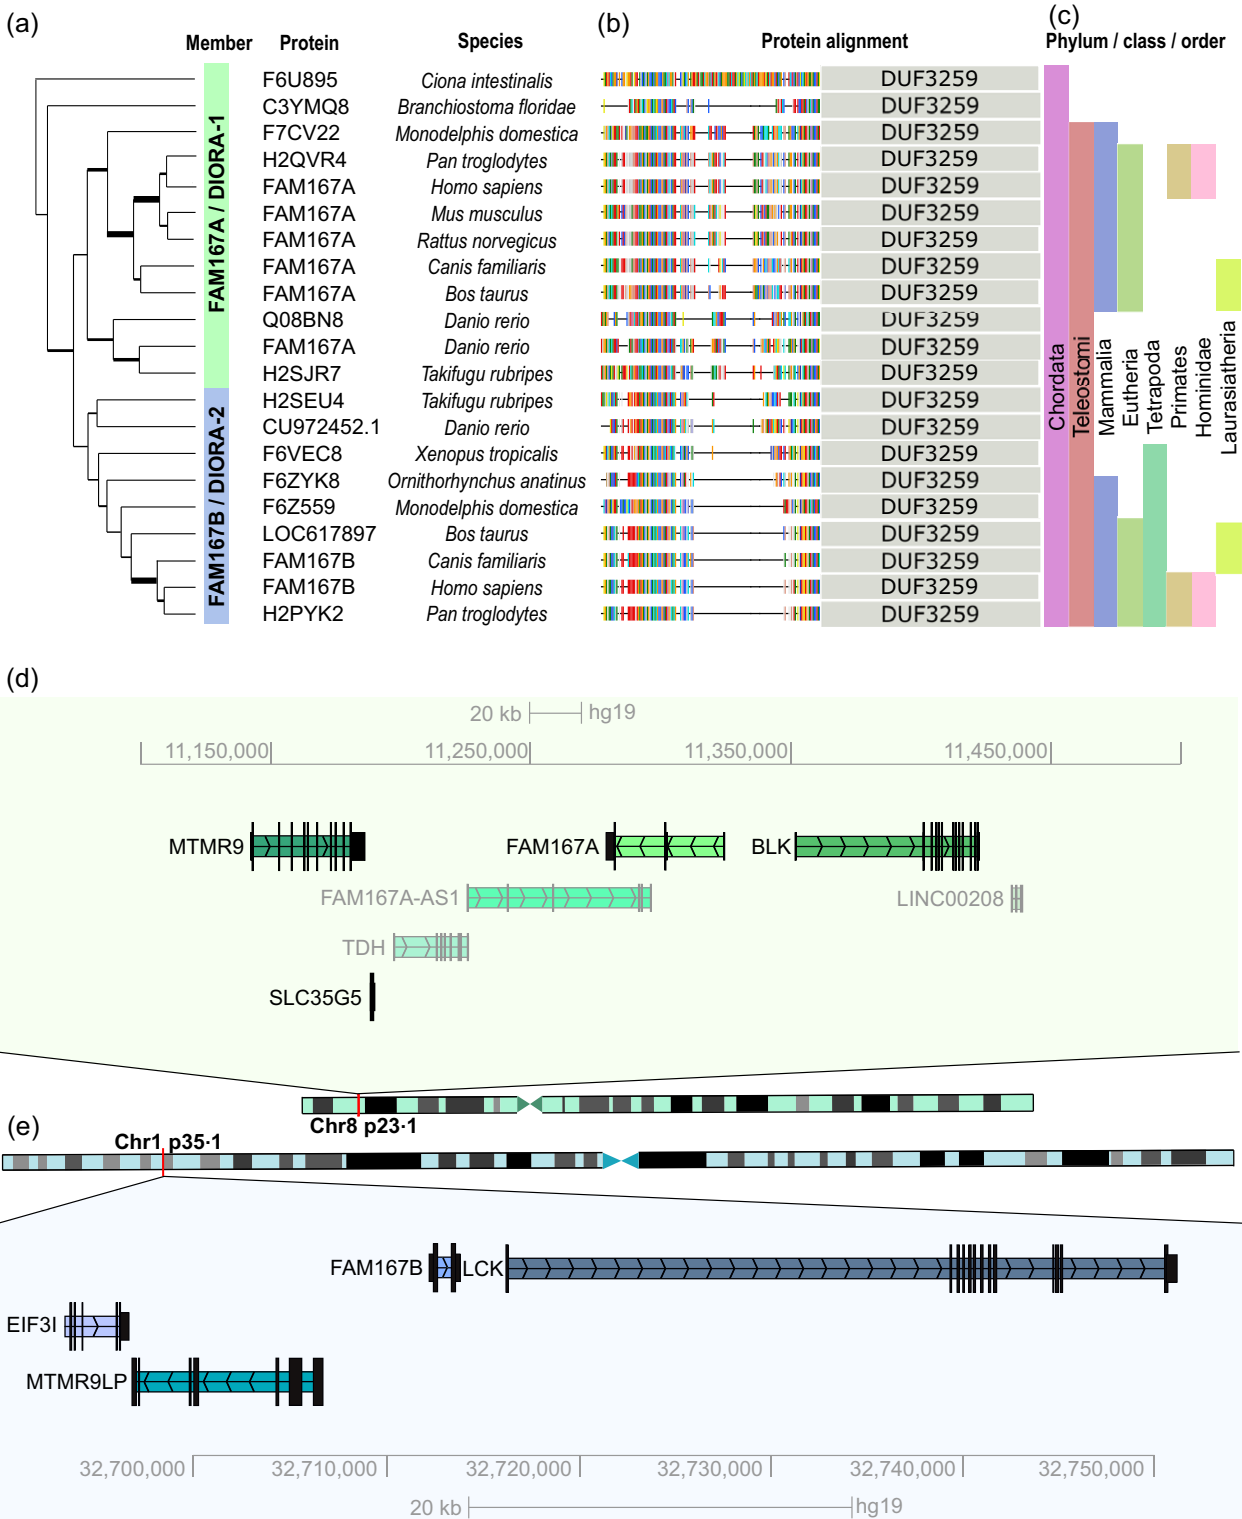 (a)
(b)
(c)
Member Protein Species Protein alignment Phylum / class / order
FAM167A / DIORA-1
FAM167B / DIORA-2
F6U895 Ciona intestinalis DUF3259
C3YMQ8 Branchiostoma floridae DUF3259
F7CV22 Monodelphis domestica DUF3259
H2QVR4 Pan troglodytes DUF3259
FAM167A Homo sapiens DUF3259
FAM167A Mus musculus DUF3259
FAM167A Rattus norvegicus DUF3259
FAM167A Canis familiaris DUF3259
FAM167A Bos taurus DUF3259
Q08BN8 Danio rerio DUF3259
FAM167A Danio rerio DUF3259
H2SJR7 Takifugu rubripes DUF3259
H2SEU4 Takifugu rubripes DUF3259
CU972452.1 Danio rerio DUF3259
F6VEC8 Xenopus tropicalis DUF3259
F6ZYK8 Ornithorhynchus anatinus DUF3259
F6Z559 Monodelphis domestica DUF3259
LOC617897 Bos taurus DUF3259
FAM167B Canis familiaris DUF3259
FAM167B Homo sapiens DUF3259
H2PYK2 Pan troglodytes DUF3259
Chordata
Teleostomi
Mammalia
Eutheria
Tetrapoda
Primates
Hominidae
Laurasiatheria
(d)
20 kb hg19
11,150,000 11,250,000 11,350,000 11,450,000
MTMR9 FAM167A BLK
FAM167A-AS1 LINC00208
TDH
SLC35G5
Chr8 p23·1
(e)
Chr1 p35·1
FAM167B LCK
EIF3I
MTMR9LP
32,700,000 32,710,000 32,720,000 32,730,000 32,740,000 32,750,000
20 kb hg19